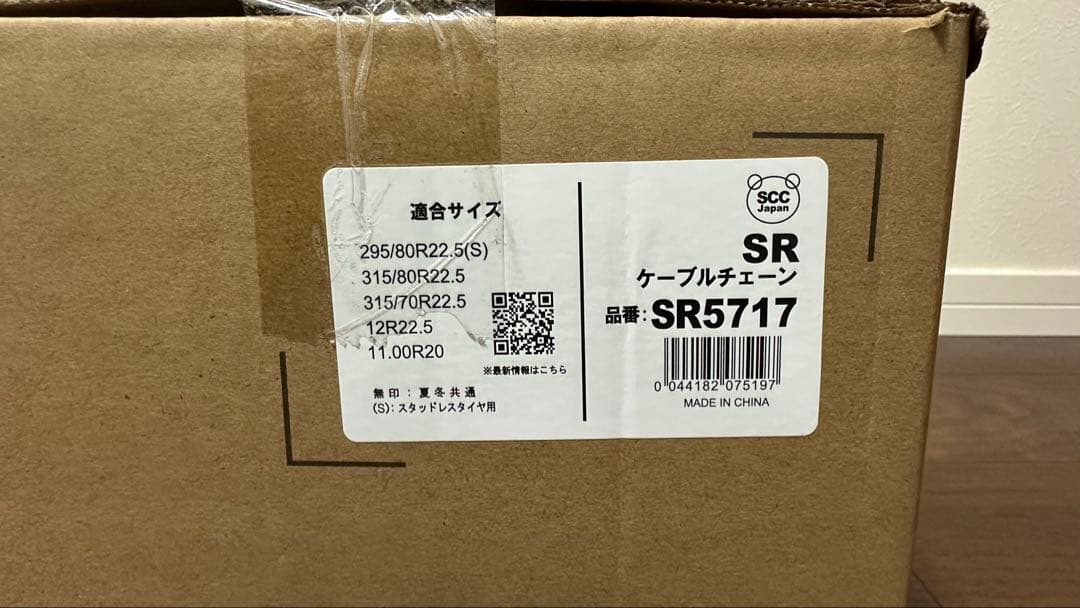 適合サイズ
295/80R22.5(S)
315/80R22.5
315/70R22.5
12R22.5
11.00R20
※最新情報はこちら
無印：夏冬共通
(S)：スタッドレスタイヤ用
SCC
Japan
SR
ケーブルチェーン
品番：SR5717
0 044182 075197
MADE IN CHINA